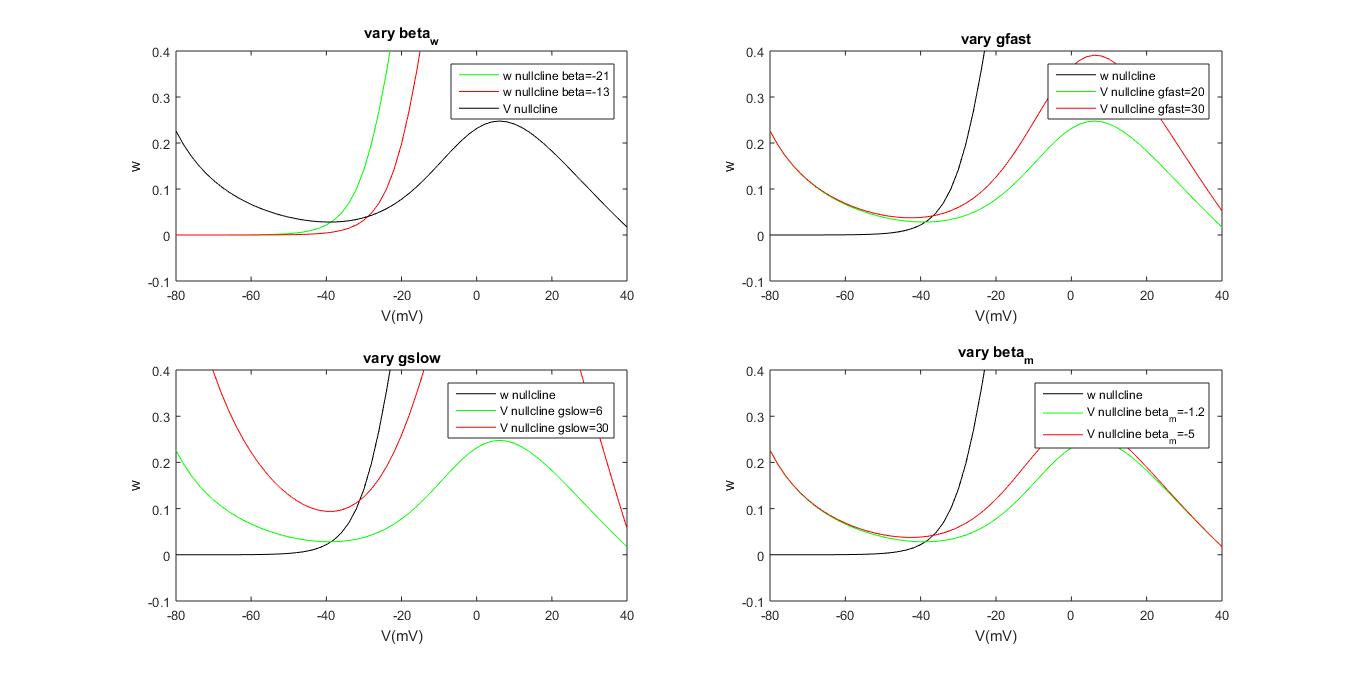 vary beta_w
0.4
0.3
0.2
0.1
0
-0.1
w
w nullcline beta=-21
w nullcline beta=-13
V nullcline
-80 -60 -40 -20 0 20 40
V(mV)
vary gfast
0.4
0.3
0.2
0.1
0
-0.1
w
w nullcline
V nullcline gfast=20
V nullcline gfast=30
-80 -60 -40 -20 0 20 40
V(mV)
vary gslow
0.4
0.3
0.2
0.1
0
-0.1
w
w nullcline
V nullcline gslow=6
V nullcline gslow=30
-80 -60 -40 -20 0 20 40
V(mV)
vary beta_m
0.4
0.3
0.2
0.1
0
-0.1
w
w nullcline
V nullcline beta_m=-1.2
V nullcline beta_m=-5
-80 -60 -40 -20 0 20 40
V(mV)